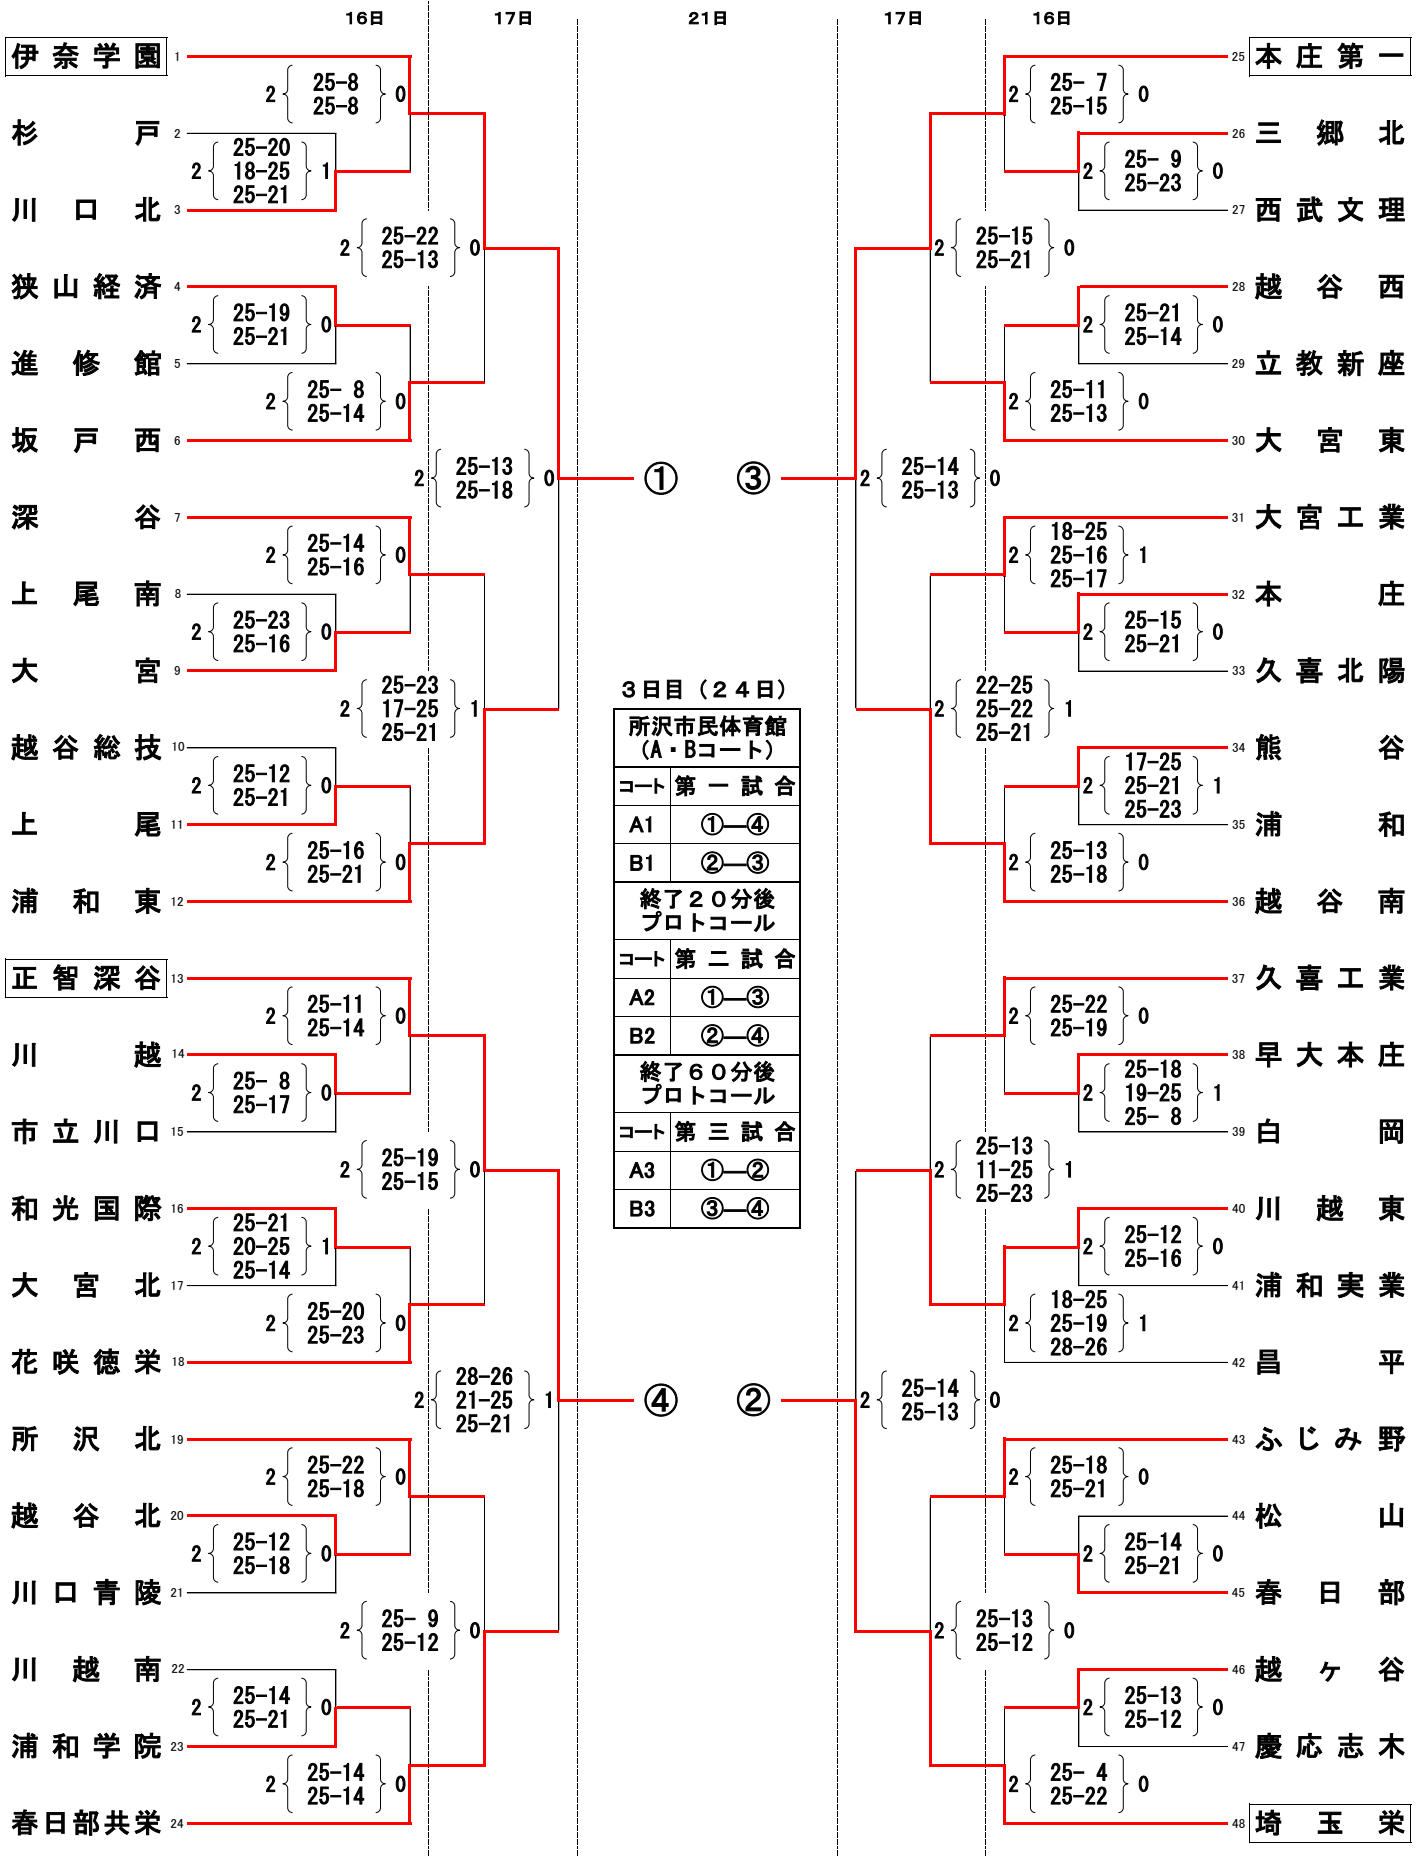 16日 17日 21日 17日 16日
伊奈学園 1
2 25-8 0
25-8
杉戸 2
2 25-20 1
18-25
25-21
川口北 3
2 25-22 0
25-13
狭山経済 4
2 25-19 0
25-21
進修館 5
2 25- 8 0
25-14
坂戸西 6
2 25-13 0
25-18
①
深谷 7
2 25-14 0
25-16
上尾南 8
2 25-23 0
25-16
大宮 9
2 25-23 1
17-25
25-21
越谷総技 10
2 25-12 0
25-21
上尾 11
2 25-16 0
25-21
浦和東 12
正智深谷 13
2 25-11 0
25-14
川越 14
2 25- 8 0
25-17
市立川口 15
2 25-19 0
25-15
和光国際 16
2 25-21 1
20-25
25-14
大宮北 17
2 25-20 0
25-23
花咲徳栄 18
2 28-26 1
21-25
25-21
④
所沢北 19
2 25-22 0
25-18
越谷北 20
2 25-12 0
25-18
川口青陵 21
2 25- 9 0
25-12
川越南 22
2 25-14 0
25-21
浦和学院 23
2 25-14 0
25-14
春日部共栄 24
3日目(24日)
所沢市民体育館
(A・Bコート)
コート 第一試合
A1 ①―④
B1 ②―③
終了20分後
プロトコール
コート 第二試合
A2 ①―③
B2 ②―④
終了60分後
プロトコール
コート 第三試合
A3 ①―②
B3 ③―④
25 本庄第一
2 25- 7 0
25-15
26 三郷北
2 25- 9 0
25-23
27 西武文理
2 25-15 0
25-21
28 越谷西
2 25-21 0
25-14
29 立教新座
2 25-11 0
25-13
30 大宮東
③
2 25-14 0
25-13
31 大宮工業
2 18-25 1
25-16
25-17
32 本庄
2 25-15 0
25-21
33 久喜北陽
2 22-25 1
25-22
25-21
34 熊谷
2 17-25 1
25-21
25-23
35 浦和
2 25-13 0
25-18
36 越谷南
37 久喜工業
2 25-22 0
25-19
38 早大本庄
2 25-18 1
19-25
25- 8
39 白岡
2 25-13 1
11-25
25-23
40 川越東
2 25-12 0
25-16
41 浦和実業
2 18-25 1
25-19
28-26
42 昌平
②
2 25-14 0
25-13
43 ふじみ野
2 25-18 0
25-21
44 松山
2 25-14 0
25-21
45 春日部
2 25-13 0
25-12
46 越ヶ谷
2 25-13 0
25-12
47 慶応志木
2 25- 4 0
25-22
48 埼玉栄